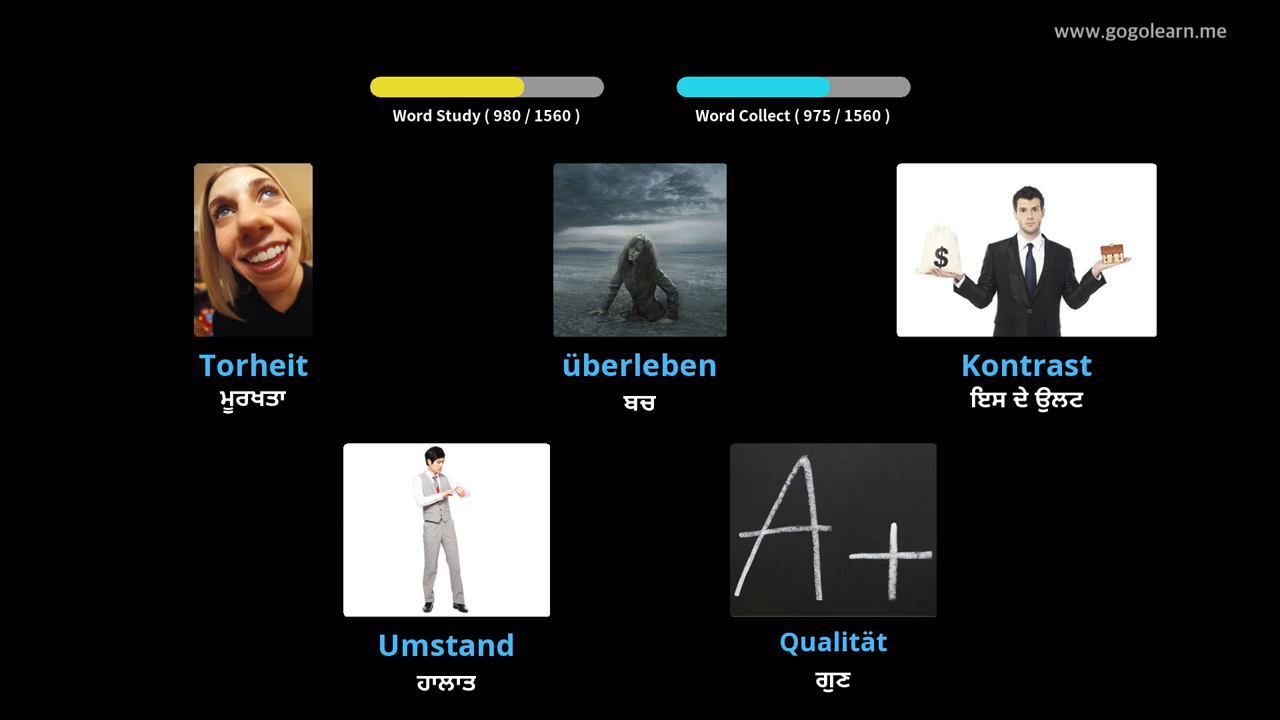 www.gogolearn.me
Word Study ( 980 / 1560 )
Word Collect ( 975 / 1560 )
Torheit
ਮੂਰਖਤਾ
überleben
ਬਚ
Kontrast
ਇਸ ਦੇ ਉਲਟ
$
A+
Umstand
ਹਾਲਾਤ
Qualität
ਗੁਣ